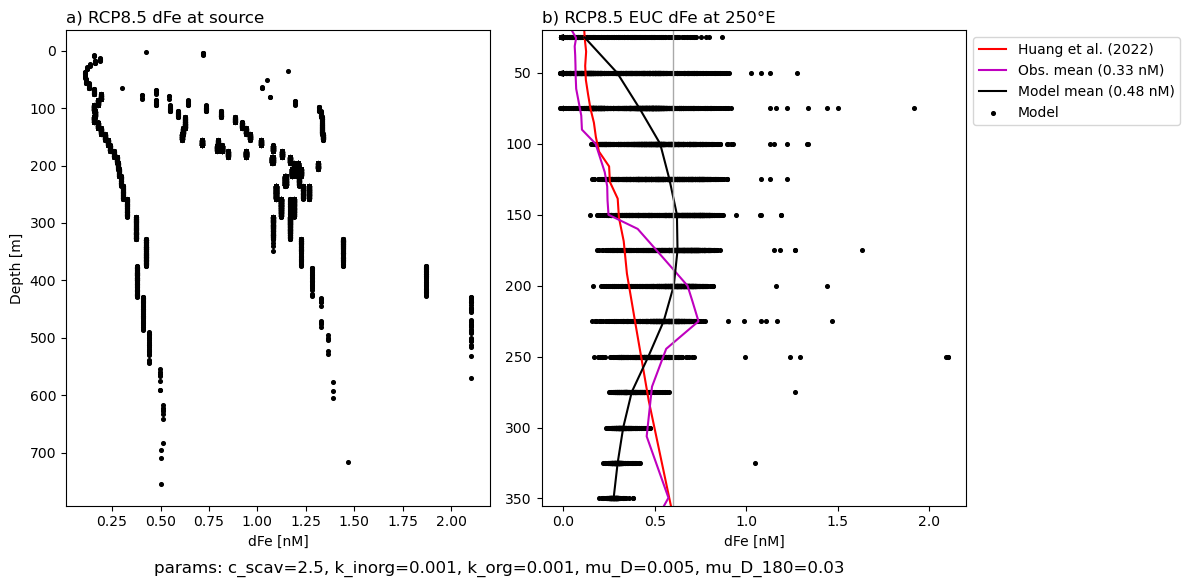 a) RCP8.5 dFe at source
b) RCP8.5 EUC dFe at 250°E
Depth [m]
0
100
200
300
400
500
600
700
0.25
0.50
0.75
1.00
1.25
1.50
1.75
2.00
dFe [nM]
50
100
150
200
250
300
350
0.0
0.5
1.0
1.5
2.0
dFe [nM]
Huang et al. (2022)
Obs. mean (0.33 nM)
Model mean (0.48 nM)
Model
params: c_scav=2.5, k_inorg=0.001, k_org=0.001, mu_D=0.005, mu_D_180=0.03